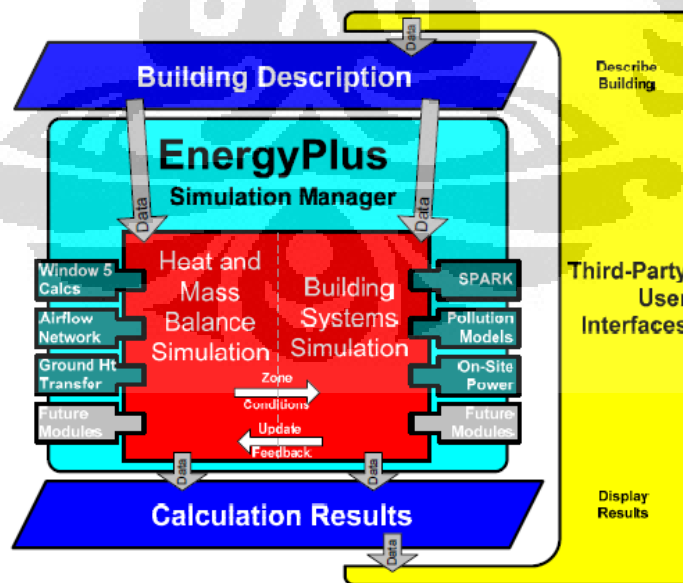 Data
Building Description
Describe
Building
EnergyPlus
Simulation Manager
Data
Data
Heat and
Mass
Balance
Simulation
Building
Systems
Simulation
Window 5
Calcs
Airflow
Network
Ground Ht
Transfer
Future
Modules
SPARK
Pollution
Models
On-Site
Power
Future
Modules
Zone
Conditions
Update
Feedback
Third-Party
User
Interfaces
Data
Data
Calculation Results
Display
Results
Data